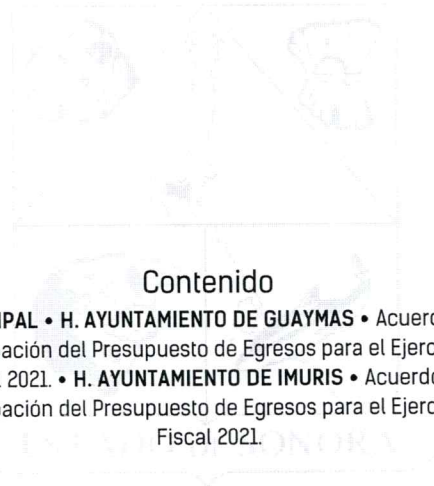 Contenido
IPAL • H. AYUNTAMIENTO DE GUAYMAS • Acuerd
ación del Presupuesto de Egresos para el Ejerc
2021. • H. AYUNTAMIENTO DE IMURIS • Acuerdo
ación del Presupuesto de Egresos para el Ejerc
Fiscal 2021.